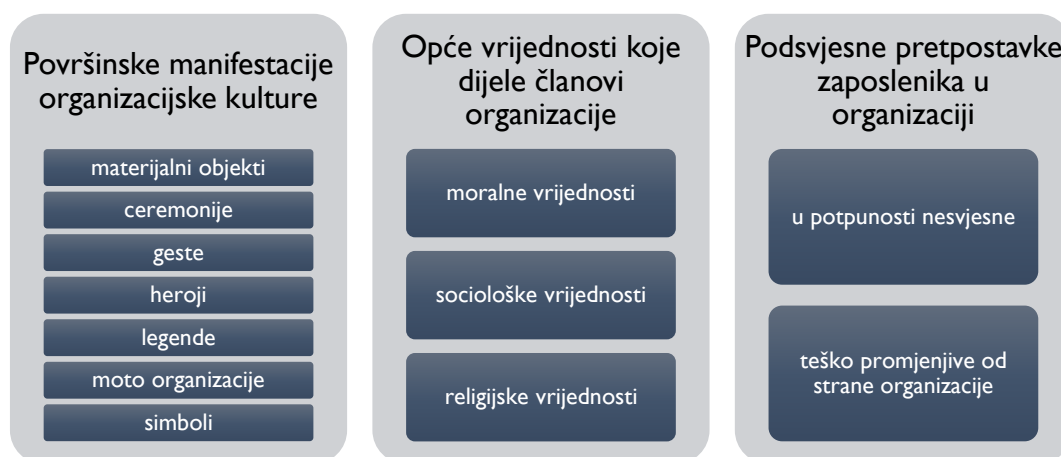 Površinske manifestacije
organizacijske kulture
materijalni objekti
ceremonije
geste
heroji
legende
moto organizacije
simboli
Opće vrijednosti koje
dijele članovi
organizacije
moralne vrijednosti
sociološke vrijednosti
religijske vrijednosti
Podsvjesne pretpostavke
zaposlenika u
organizaciji
u potpunosti nesvjesne
teško promjenjive od
strane organizacije